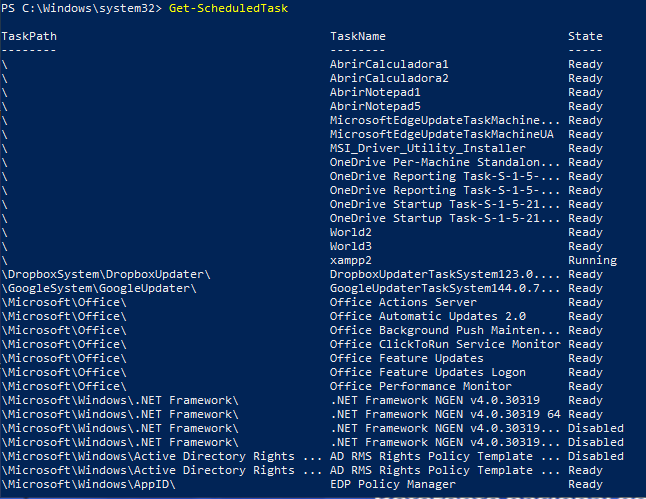 PS C:\Windows\system32> Get-ScheduledTask
TaskPath TaskName State
-------- -------- -----
\ AbrirCalculadora1 Ready
\ AbrirCalculadora2 Ready
\ AbrirNotepad1 Ready
\ AbrirNotepad5 Ready
\ MicrosoftEdgeUpdateTaskMachine... Ready
\ MicrosoftEdgeUpdateTaskMachineUA Ready
\ MSI_Driver_Utility_Installer Ready
\ OneDrive Per-Machine Standalon... Ready
\ OneDrive Reporting Task-S-1-5-... Ready
\ OneDrive Reporting Task-S-1-5-... Ready
\ OneDrive Startup Task-S-1-5-21... Ready
\ OneDrive Startup Task-S-1-5-21... Ready
\ World2 Ready
\ World3 Ready
\ xampp2 Running
\DropboxSystem\DropboxUpdater\ DropboxUpdaterTaskSystem123.0.... Ready
\GoogleSystem\GoogleUpdater\ GoogleUpdaterTaskSystem144.0.7... Ready
\Microsoft\Office\ Office Actions Server Ready
\Microsoft\Office\ Office Automatic Updates 2.0 Ready
\Microsoft\Office\ Office Background Push Mainten... Ready
\Microsoft\Office\ Office ClickToRun Service Monitor Ready
\Microsoft\Office\ Office Feature Updates Ready
\Microsoft\Office\ Office Feature Updates Logon Ready
\Microsoft\Office\ Office Performance Monitor Ready
\Microsoft\Windows\.NET Framework\ .NET Framework NGEN v4.0.30319 Ready
\Microsoft\Windows\.NET Framework\ .NET Framework NGEN v4.0.30319 64 Ready
\Microsoft\Windows\.NET Framework\ .NET Framework NGEN v4.0.30319... Disabled
\Microsoft\Windows\.NET Framework\ .NET Framework NGEN v4.0.30319... Disabled
\Microsoft\Windows\Active Directory Rights ... AD RMS Rights Policy Template ... Disabled
\Microsoft\Windows\Active Directory Rights ... AD RMS Rights Policy Template ... Ready
\Microsoft\Windows\AppID\ EDP Policy Manager Ready